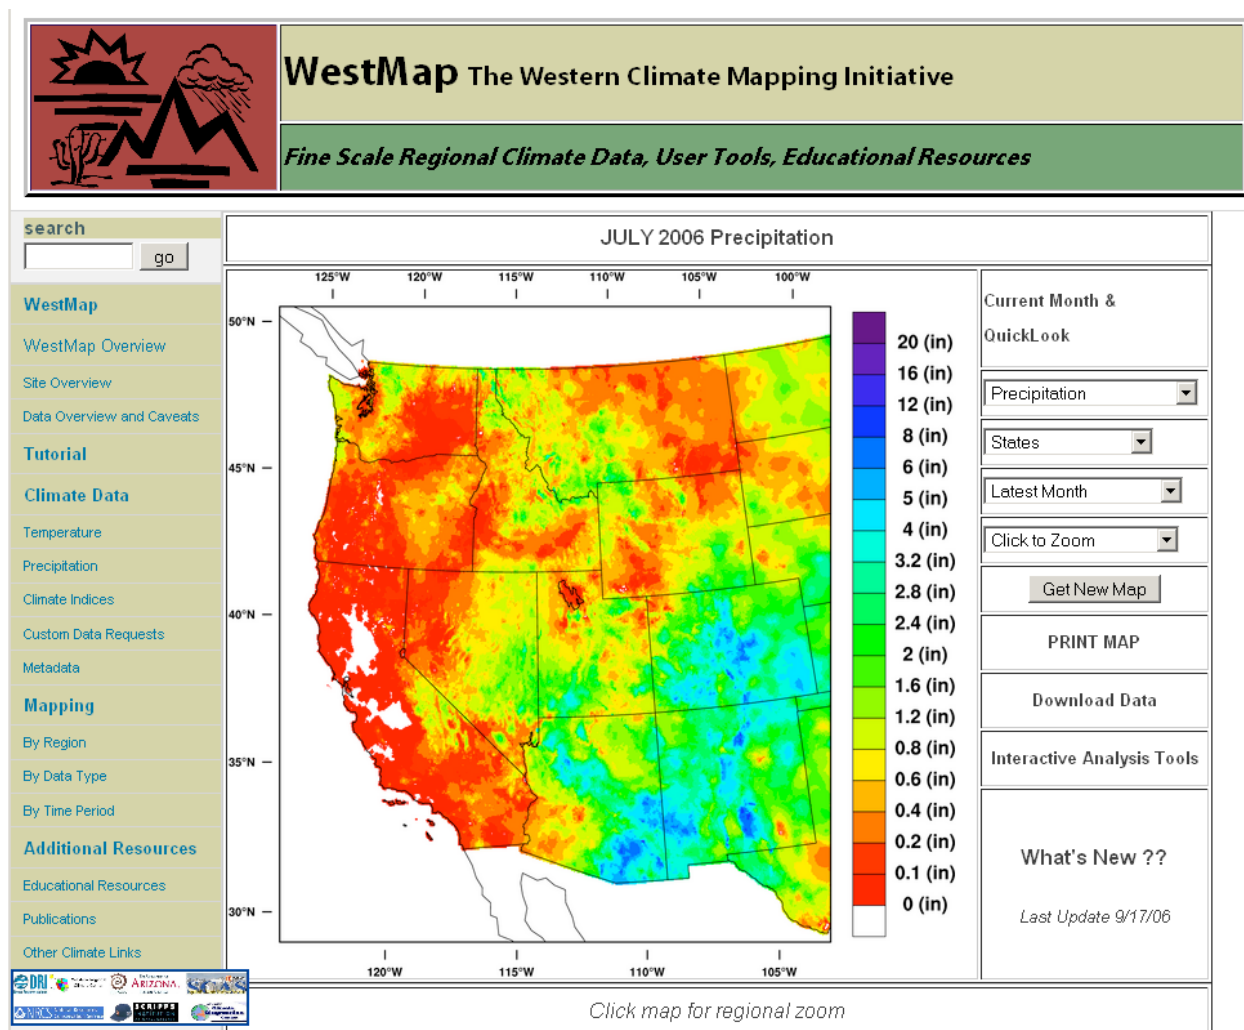 WestMap The Western Climate Mapping Initiative
Fine Scale Regional Climate Data, User Tools, Educational Resources
search
go
WestMap
WestMap Overview
Site Overview
Data Overview and Caveats
Tutorial
Climate Data
Temperature
Precipitation
Climate Indices
Custom Data Requests
Metadata
Mapping
By Region
By Data Type
By Time Period
Additional Resources
Educational Resources
Publications
Other Climate Links
DRI
ARIZONA
NRCS
SCRIPPS
JULY 2006 Precipitation
125°W 120°W 115°W 110°W 105°W 100°W
50°N
45°N
40°N
35°N
30°N
120°W 115°W 110°W 105°W
20 (in)
16 (in)
12 (in)
8 (in)
6 (in)
5 (in)
4 (in)
3.2 (in)
2.8 (in)
2.4 (in)
2 (in)
1.6 (in)
1.2 (in)
0.8 (in)
0.6 (in)
0.4 (in)
0.2 (in)
0.1 (in)
0 (in)
Click map for regional zoom
Current Month &
QuickLook
Precipitation
States
Latest Month
Click to Zoom
Get New Map
PRINT MAP
Download Data
Interactive Analysis Tools
What's New ??
Last Update 9/17/06